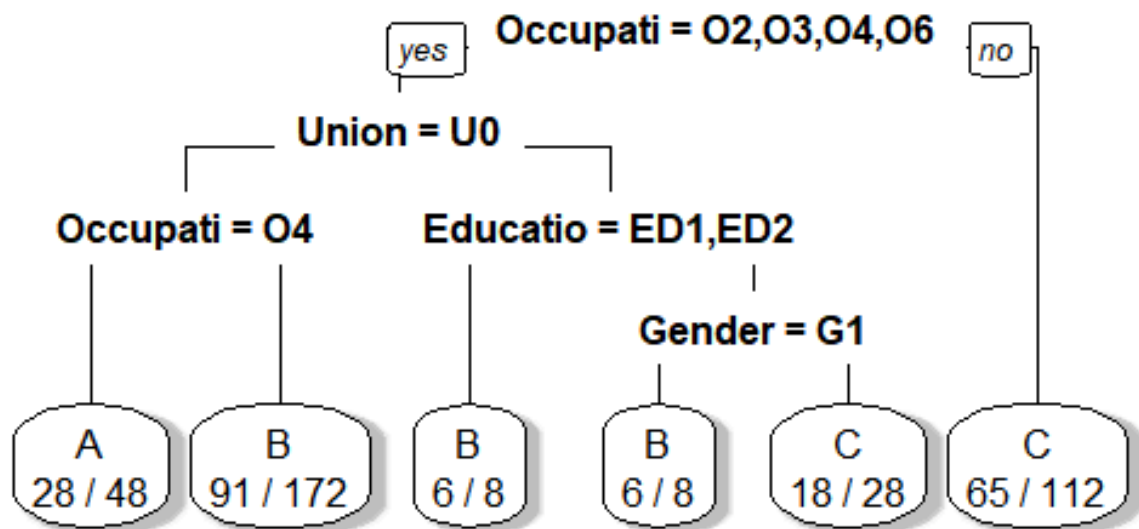 Occupati = O2,O3,O4,O6
yes
no
Union = U0
Occupati = O4
Educatio = ED1,ED2
Gender = G1
A
28 / 48
B
91 / 172
B
6 / 8
B
6 / 8
C
18 / 28
C
65 / 112